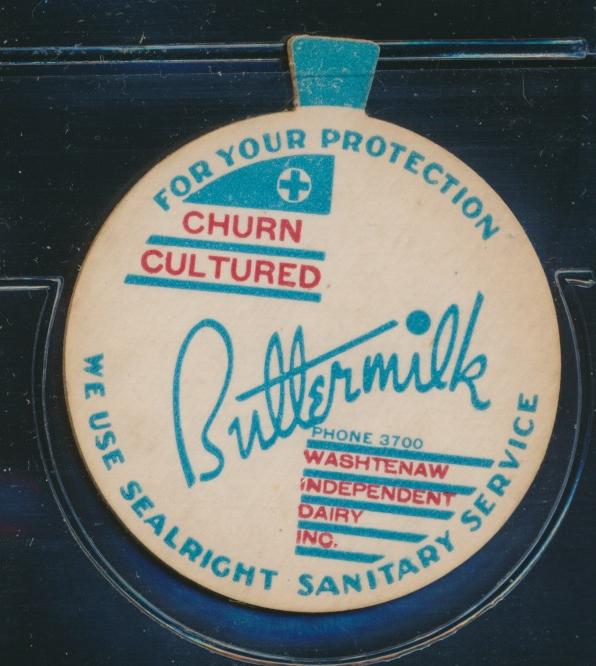 FOR YOUR PROTECTION
CHURN
CULTURED
Buttermilk
PHONE 3700
WASHTENAW
INDEPENDENT
DAIRY
INC.
WE USE SEALRIGHT SANITARY SERVICE